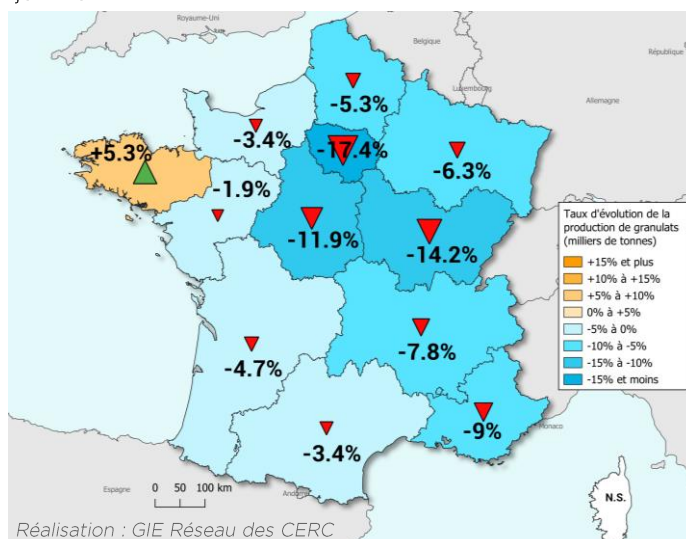 Royaume-Uni
Belgique
Luxembourg
Allemagne
République
-5.3%
-3.4%
-17.4%
+5.3%
-6.3%
-1.9%
-11.9%
-14.2%
Taux d'évolution de la
production de granulats
(milliers de tonnes)
+15% et plus
+10% à +15%
+5% à +10%
0% à +5%
-5% à 0%
-10% à -5%
-15% à -10%
-15% et moins
-4.7%
-7.8%
-9%
Monaco
-3.4%
Espagne
0 50 100 km
N.S.
Réalisation : GIE Réseau des CERC